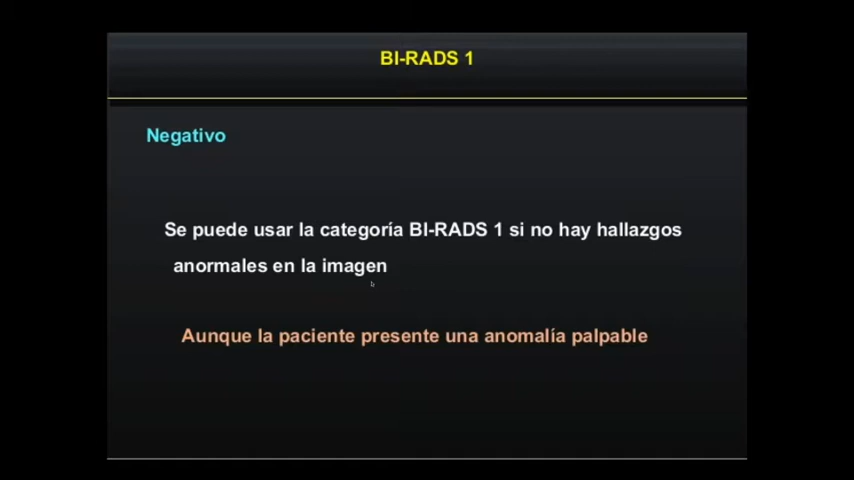 BI-RADS 1
Negativo
Se puede usar la categoría BI-RADS 1 si no hay hallazgos
anormales en la imagen
Aunque la paciente presente una anomalía palpable